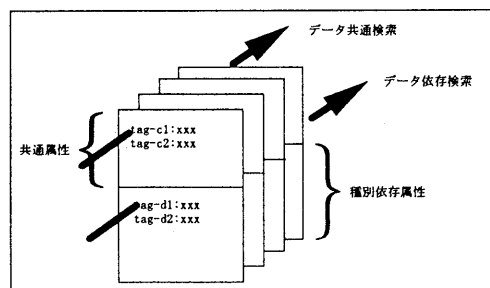 データ共通検索
データ依存検索
共通属性
tag-c1:xxx
tag-c2:xxx
種別依存属性
tag-d1:xxx
tag-d2:xxx